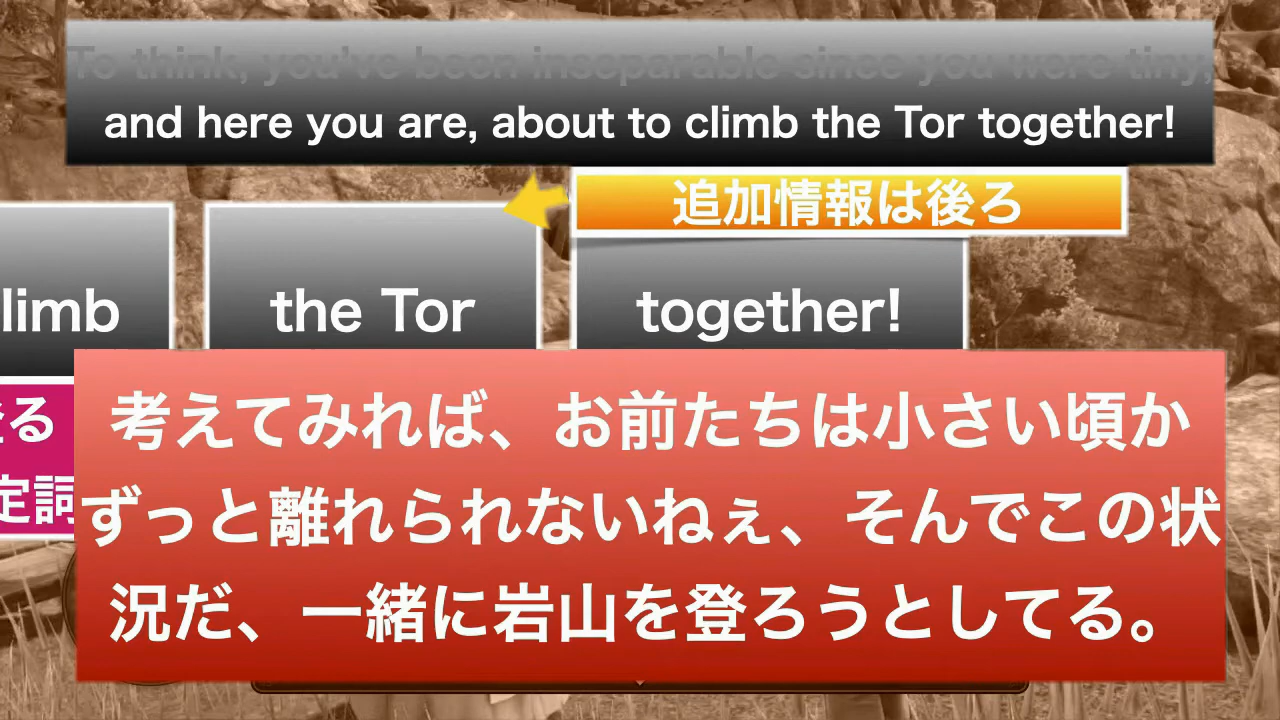 To think, you've been inseparable since you were tiny,
and here you are, about to climb the Tor together!
追加情報は後ろ
limb the Tor together!
考えてみれば、お前たちは小さい頃か
ずっと離れられないねぇ、そんでこの状
況だ、一緒に岩山を登ろうとしてる。
る
定詞